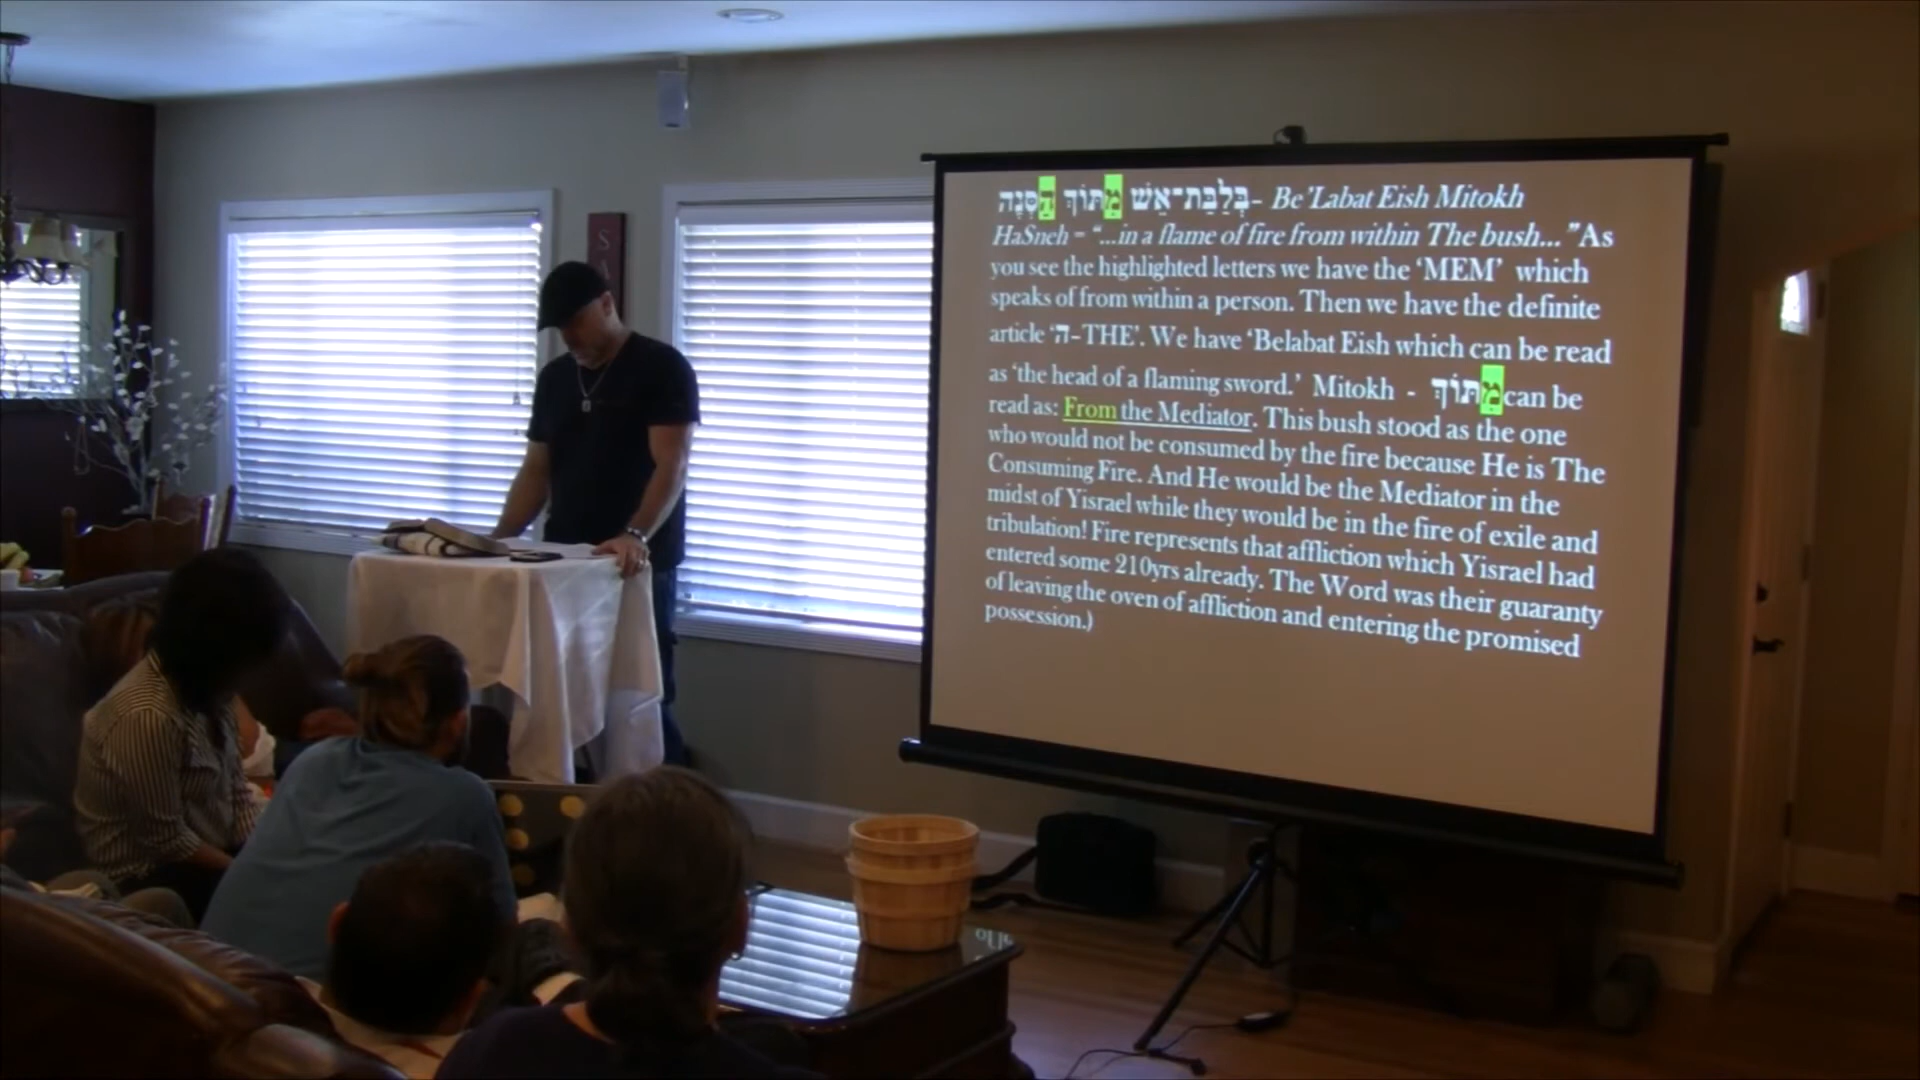 בְּלַבַּת־אֵשׁ מִתּוֹךְ הַסְּנֶה– Be'Labat Eish Mitokh
HaSneh – "...in a flame of fire from within The bush..." As
you see the highlighted letters we have the 'MEM' which
speaks of from within a person. Then we have the definite
article 'ה-THE'. We have 'Belabat Eish which can be read
as 'the head of a flaming sword.' Mitokh - מִתּוֹךְ can be
read as: From the Mediator. This bush stood as the one
who would not be consumed by the fire because He is The
Consuming Fire. And He would be the Mediator in the
midst of Yisrael while they would be in the fire of exile and
tribulation! Fire represents that affliction which Yisrael had
entered some 210yrs already. The Word was their guaranty
of leaving the oven of affliction and entering the promised
possession.)